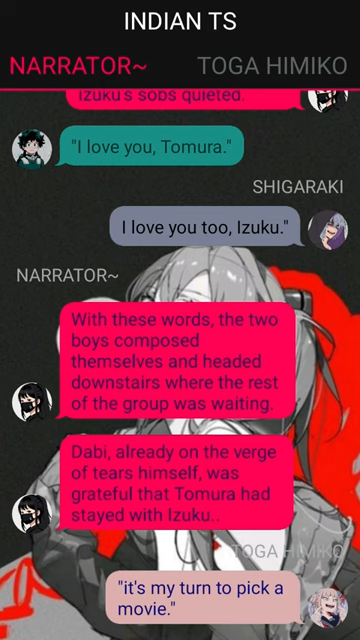 INDIAN TS
NARRATOR~ TOGA HIMIKO
Izuku's sobs quieted.
"I love you, Tomura."
SHIGARAKI
I love you too, Izuku."
NARRATOR~
With these words, the two
boys composed
themselves and headed
downstairs where the rest
of the group was waiting.
Dabi, already on the verge
of tears himself, was
grateful that Tomura had
stayed with Izuku..
TOGA HIMIKO
"it's my turn to pick a
movie."